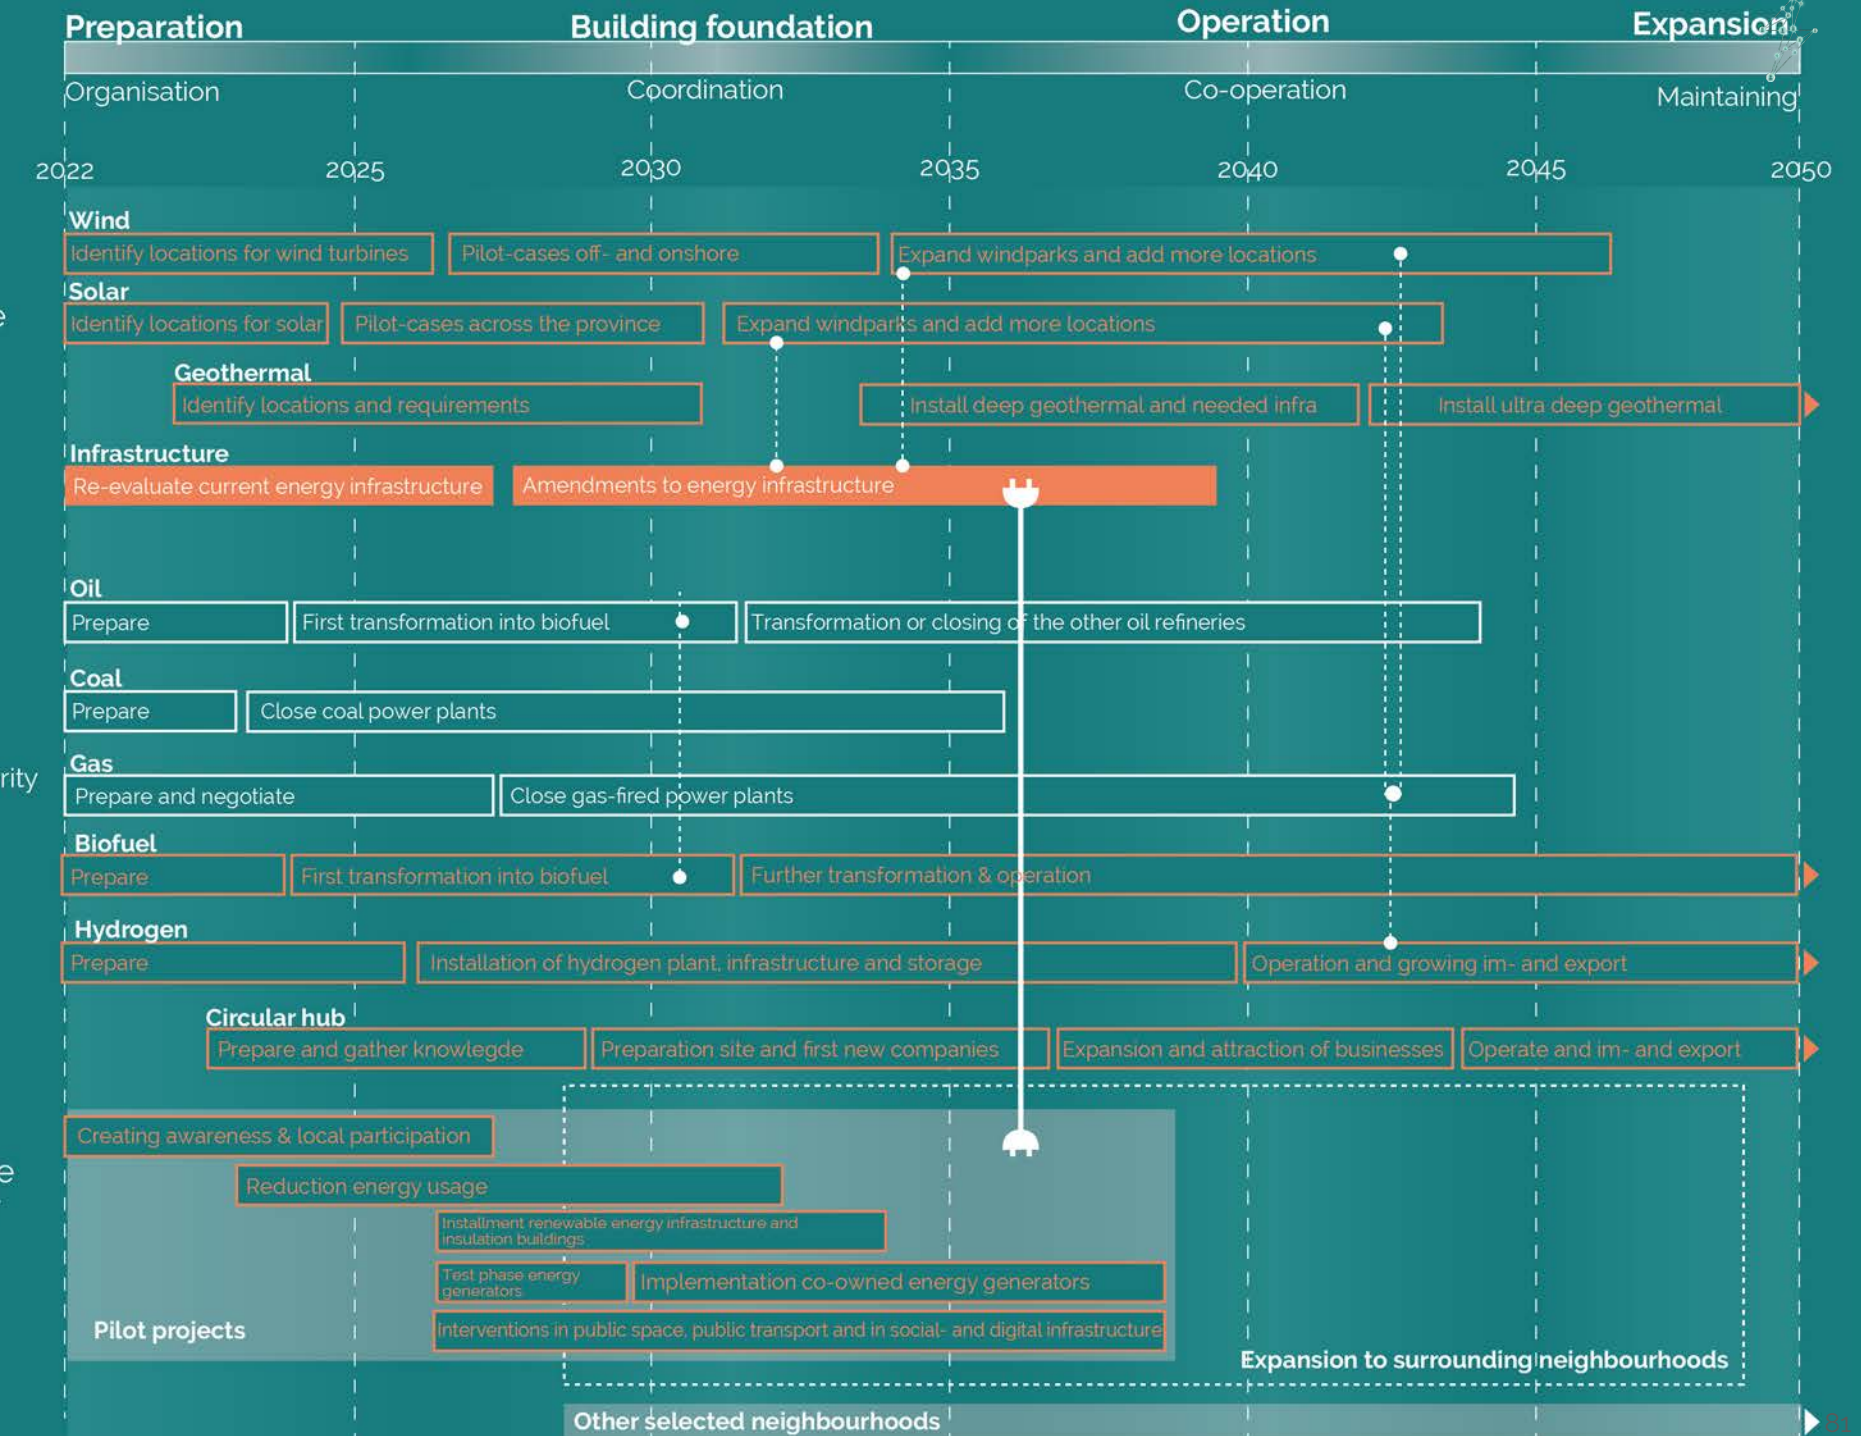 Preparation
Building foundation
Operation
Expansion
Organisation
Coordination
Co-operation
Maintaining
2022
2025
2030
2035
2040
2045
2050
Wind
Identify locations for wind turbines
Pilot-cases off- and onshore
Expand windparks and add more locations
Solar
e
Identify locations for solar
Pilot-cases across the province
Expand windparks and add more locations
Geothermal
Identify locations and requirements
Install deep geothermal and needed infra
Install ultra deep geothermal
Infrastructure
Re-evaluate current energy infrastructure
Amendments to energy infrastructure
Oil
Prepare
First transformation into biofuel
Transformation or closing of the other oil refineries
Coal
Prepare
Close coal power plants
Gas
rity
Prepare and negotiate
Close gas-fired power plants
Biofuel
Prepare
First transformation into biofuel
Further transformation & operation
Hydrogen
Prepare
Installation of hydrogen plant, infrastructure and storage
Operation and growing im- and export
Circular hub
Prepare and gather knowlegde
Preparation site and first new companies
Expansion and attraction of businesses
Operate and im- and export
Creating awareness & local participation
e
Reduction energy usage
Installment renewable energy infrastructure and
insulation buildings
Test phase energy
generators
Implementation co-owned energy generators
Pilot projects
Interventions in public space, public transport and in social- and digital infrastructure
Expansion to surrounding neighbourhoods
Other selected neighbourhoods
81